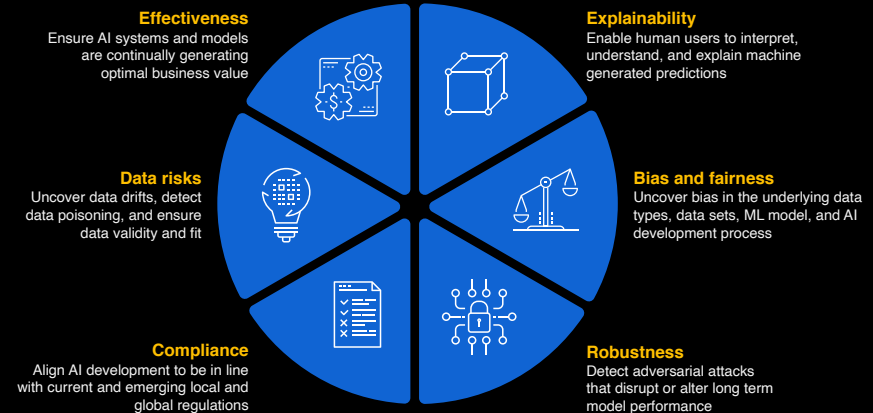 Effectiveness
Ensure AI systems and models
are continually generating
optimal business value
Explainability
Enable human users to interpret,
understand, and explain machine
generated predictions
Data risks
Uncover data drifts, detect
data poisoning, and ensure
data validity and fit
Bias and fairness
Uncover bias in the underlying data
types, data sets, ML model, and AI
development process
Compliance
Align AI development to be in line
with current and emerging local and
global regulations
Robustness
Detect adversarial attacks
that disrupt or alter long term
model performance